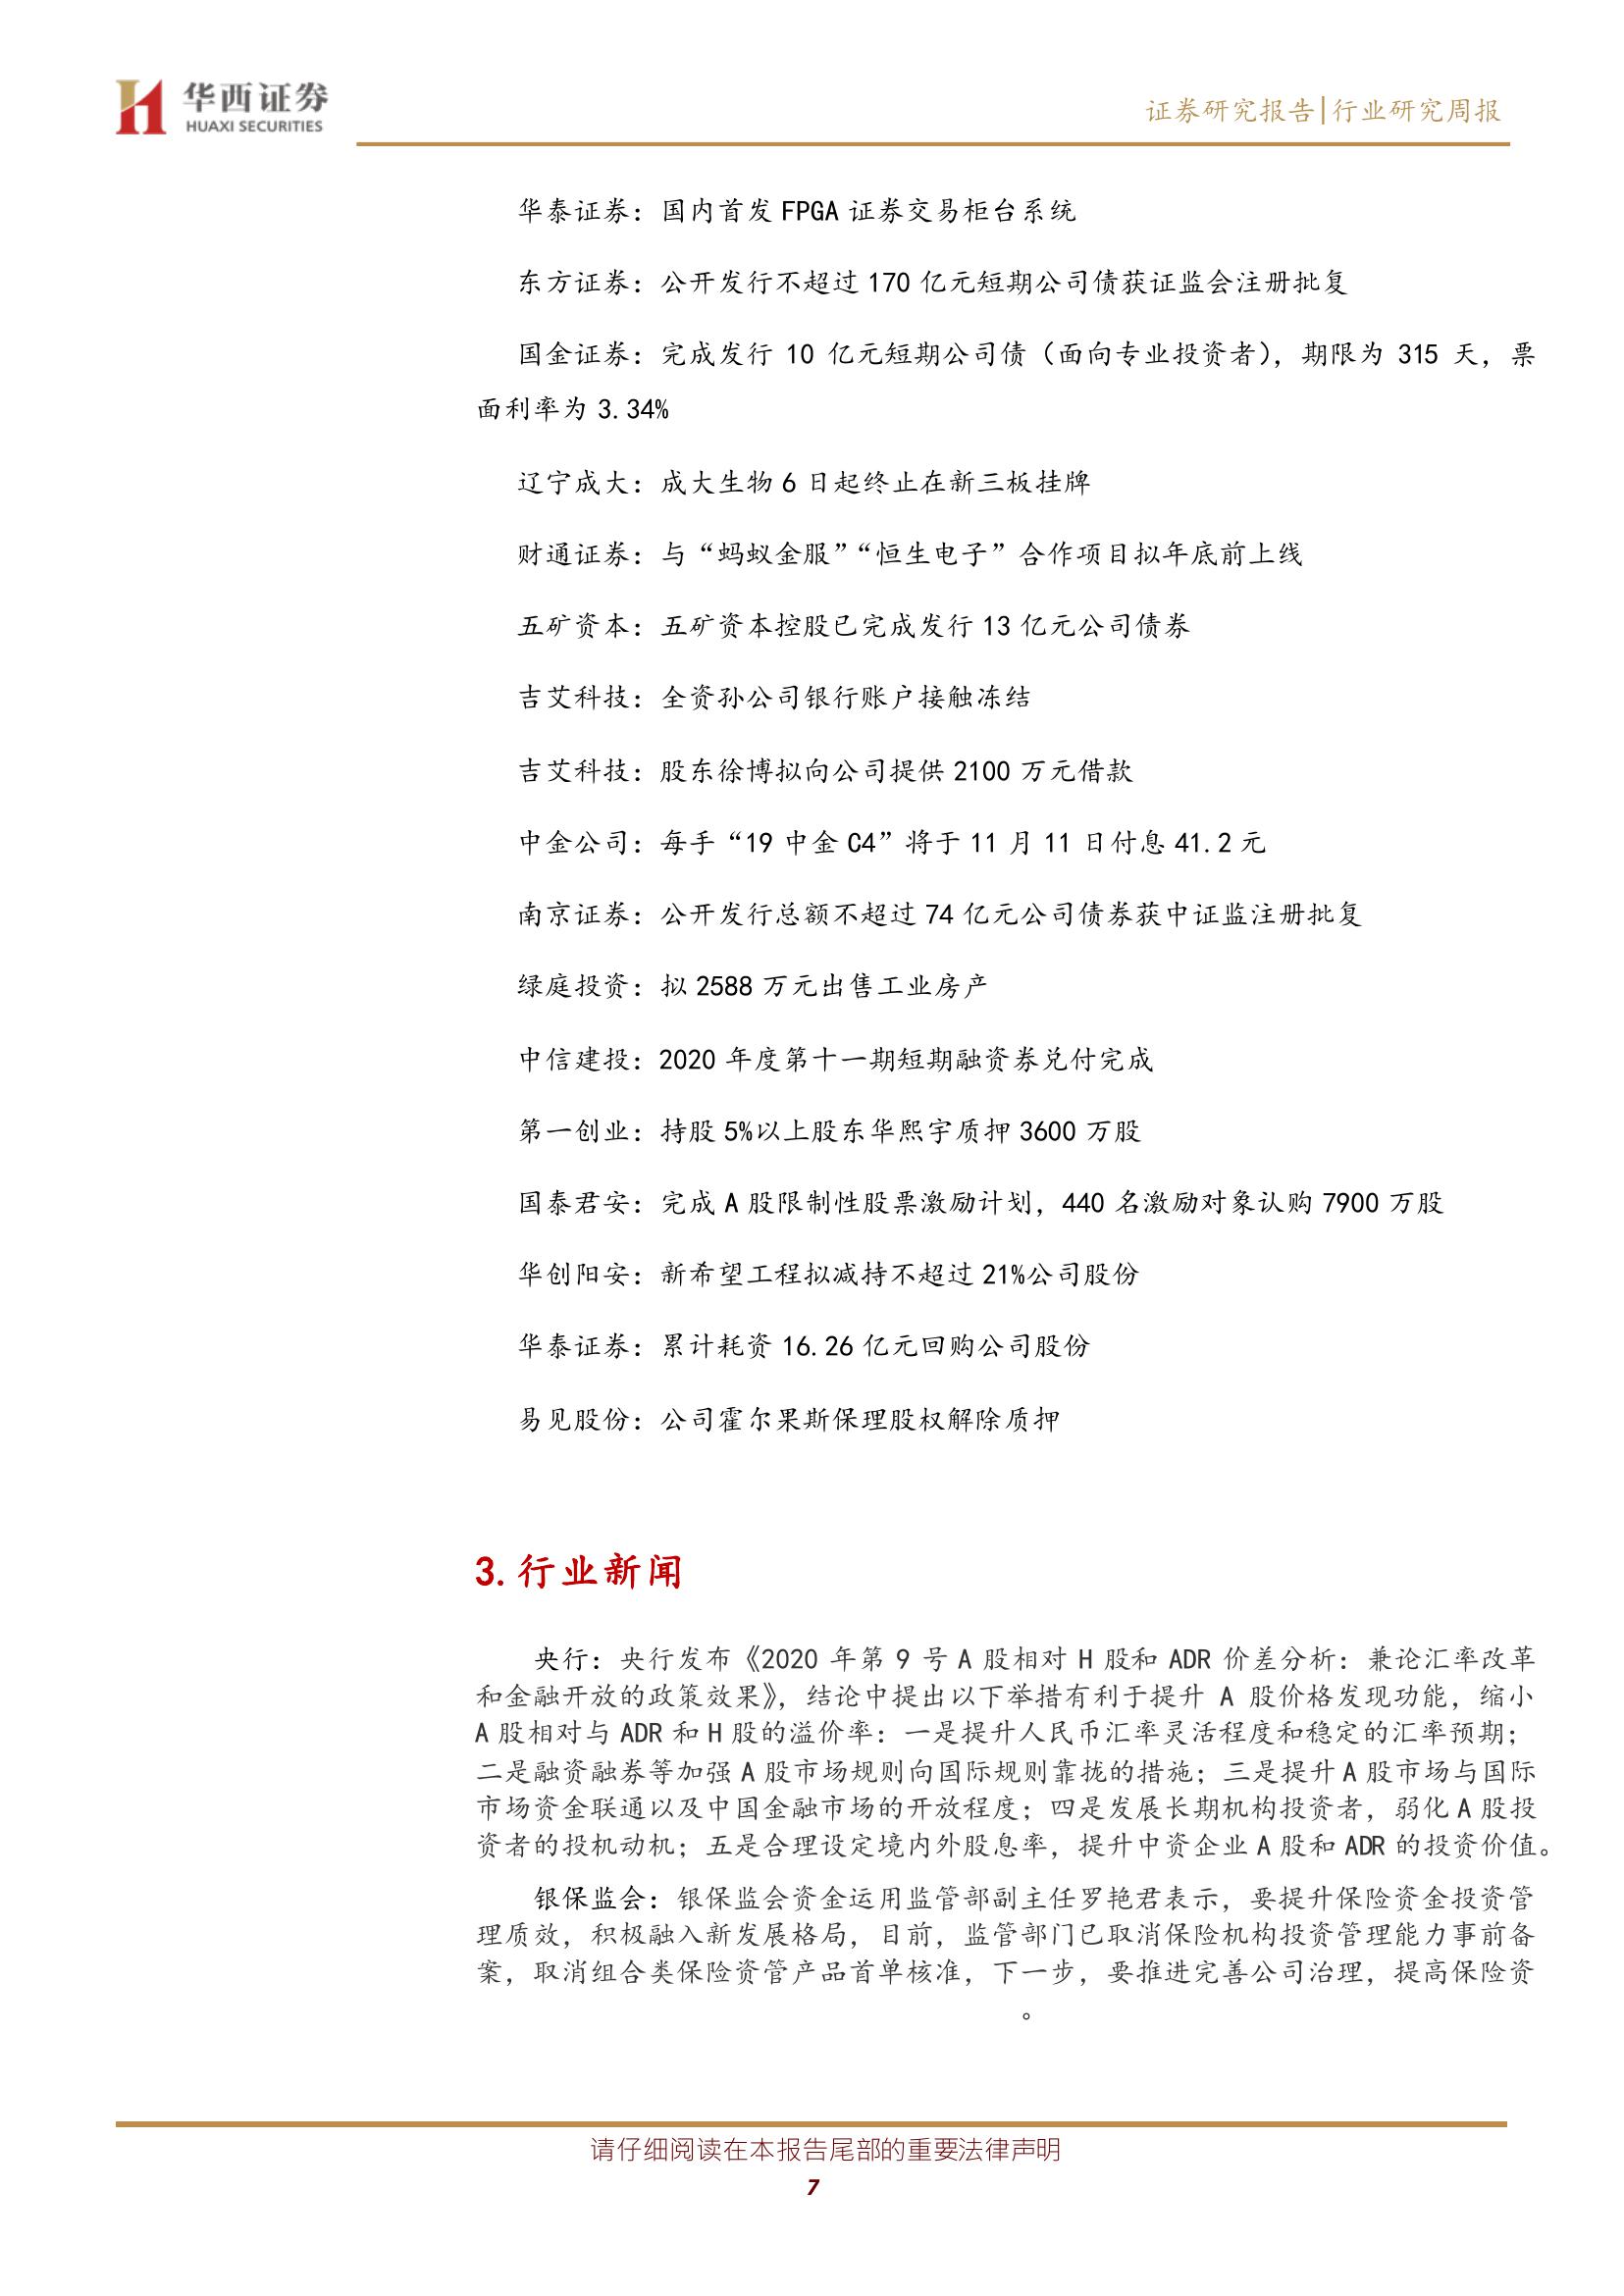 华西证券
HUAXI SECURITIES
证券研究报告|行业研究周报
华泰证券：国内首发 FPGA 证券交易柜台系统
东方证券：公开发行不超过 170 亿元短期公司债获证监会注册批复
国金证券：完成发行 10 亿元短期公司债（面向专业投资者），期限为 315 天，票
面利率为 3.34%
辽宁成大：成大生物 6 日起终止在新三板挂牌
财通证券：与“蚂蚁金服”“恒生电子”合作项目拟年底前上线
五矿资本：五矿资本控股已完成发行 13 亿元公司债券
吉艾科技：全资孙公司银行账户接触冻结
吉艾科技：股东徐博拟向公司提供 2100 万元借款
中金公司：每手“19 中金 C4”将于 11 月 11 日付息 41.2 元
南京证券：公开发行总额不超过 74 亿元公司债券获中证监注册批复
绿庭投资：拟 2588 万元出售工业房产
中信建投：2020 年度第十一期短期融资券兑付完成
第一创业：持股 5%以上股东华熙宇质押 3600 万股
国泰君安：完成 A 股限制性股票激励计划，440 名激励对象认购 7900 万股
华创阳安：新希望工程拟减持不超过 21%公司股份
华泰证券：累计耗资 16.26 亿元回购公司股份
易见股份：公司霍尔果斯保理股权解除质押
3.行业新闻
央行：央行发布《2020 年第 9 号 A 股相对 H 股和 ADR 价差分析：兼论汇率改革
和金融开放的政策效果》，结论中提出以下举措有利于提升 A 股价格发现功能，缩小
A 股相对与 ADR 和 H 股的溢价率：一是提升人民币汇率灵活程度和稳定的汇率预期；
二是融资融券等加强 A 股市场规则向国际规则靠拢的措施；三是提升 A 股市场与国际
市场资金联通以及中国金融市场的开放程度；四是发展长期机构投资者，弱化 A 股投
资者的投机动机；五是合理设定境内外股息率，提升中资企业 A 股和 ADR 的投资价值。
银保监会：银保监会资金运用监管部副主任罗艳君表示，要提升保险资金投资管
理质效，积极融入新发展格局，目前，监管部门已取消保险机构投资管理能力事前备
案，取消组合类保险资管产品首单核准，下一步，要推进完善公司治理，提高保险资
。
请仔细阅读在本报告尾部的重要法律声明
7